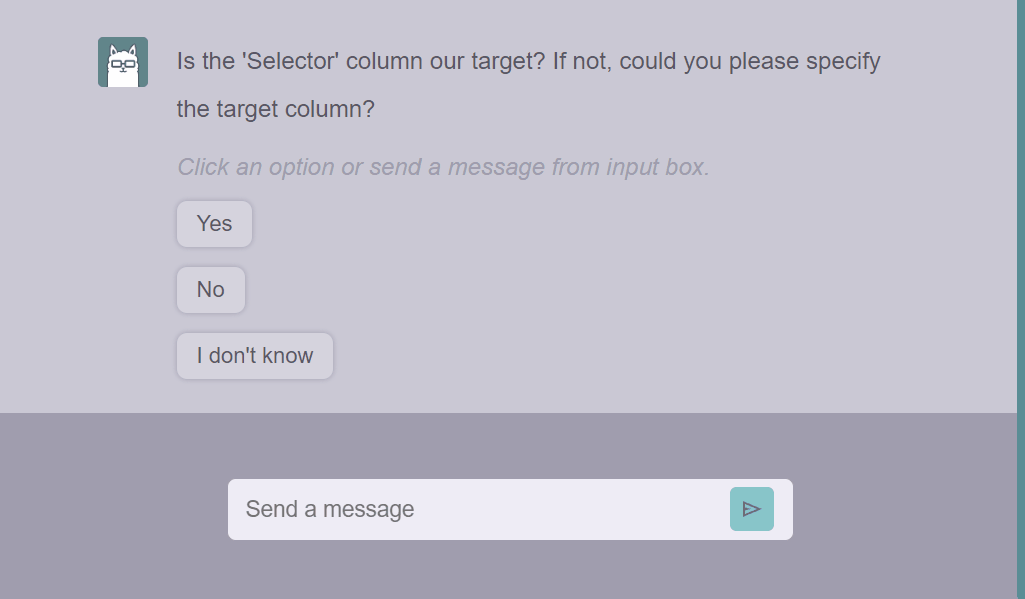 Is the 'Selector' column our target? If not, could you please specify
the target column?
Click an option or send a message from input box.
Yes
No
I don't know
Send a message